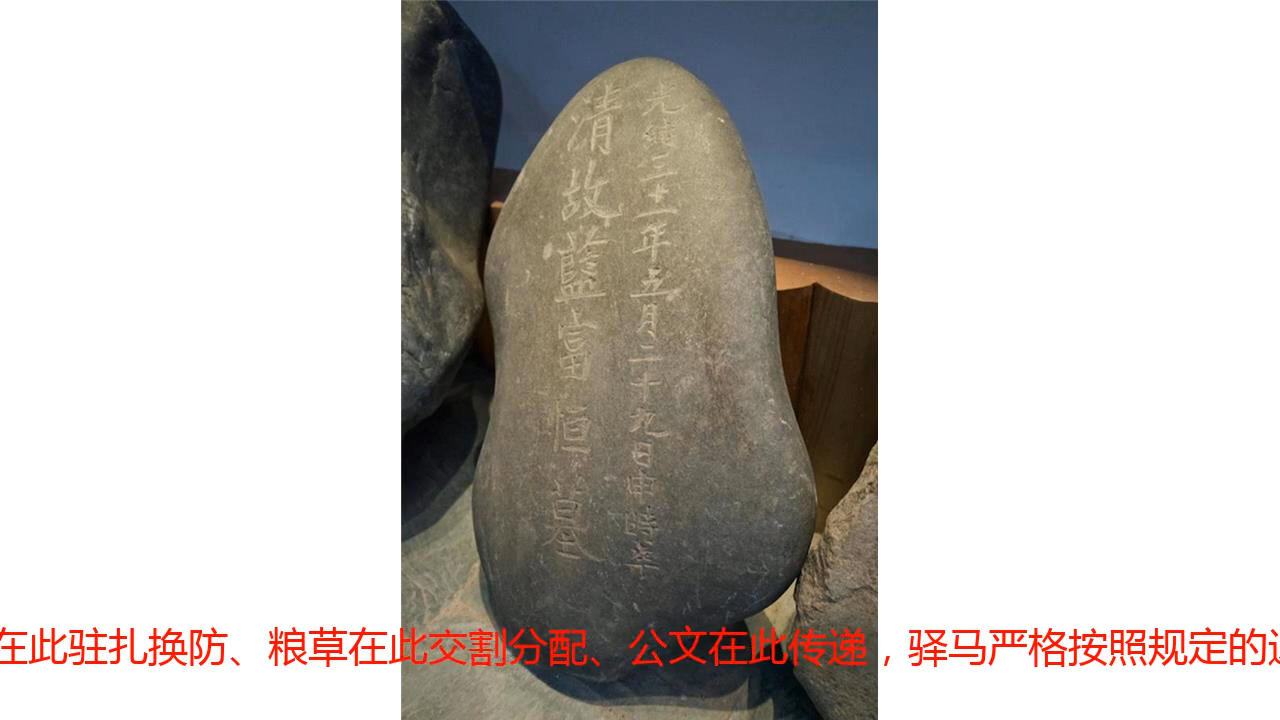 光緒三十一年五月二十九日申時卒
清故藍富恒墓
在此驻扎换防、粮草在此交割分配、公文在此传递，驿马严格按照规定的